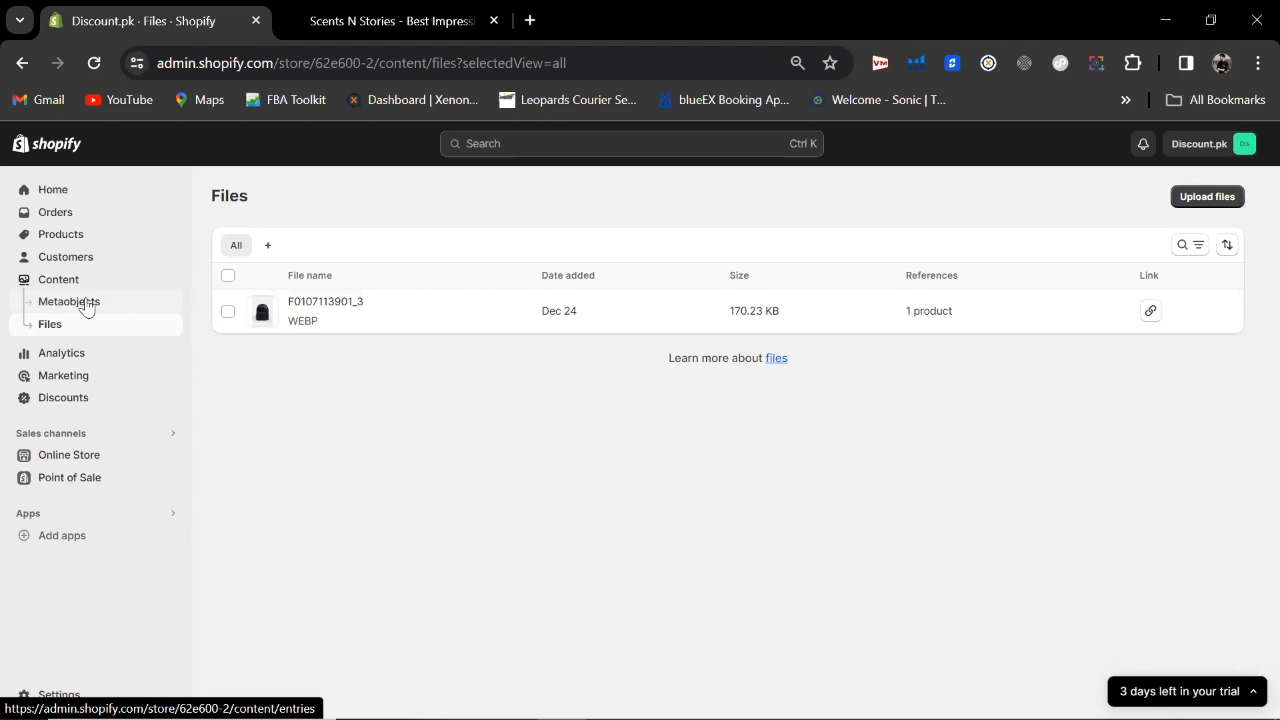 Discount.pk · Files · Shopify
Scents N Stories - Best Impressi
admin.shopify.com/store/62e600-2/content/files?selectedView=all
Gmail
YouTube
Maps
FBA Toolkit
Dashboard | Xenon...
Leopards Courier Se...
blueEX Booking Ap...
Welcome - Sonic | T...
»
All Bookmarks
shopify
Search
Ctrl K
Discount.pk
Dis
Home
Orders
Products
Customers
Content
Metaobjects
Files
Analytics
Marketing
Discounts
Sales channels
Online Store
Point of Sale
Apps
Add apps
Settings
Files
Upload files
All
+
File name
Date added
Size
References
Link
F0107113901_3
WEBP
Dec 24
170.23 KB
1 product
Learn more about files
3 days left in your trial
https://admin.shopify.com/store/62e600-2/content/entries